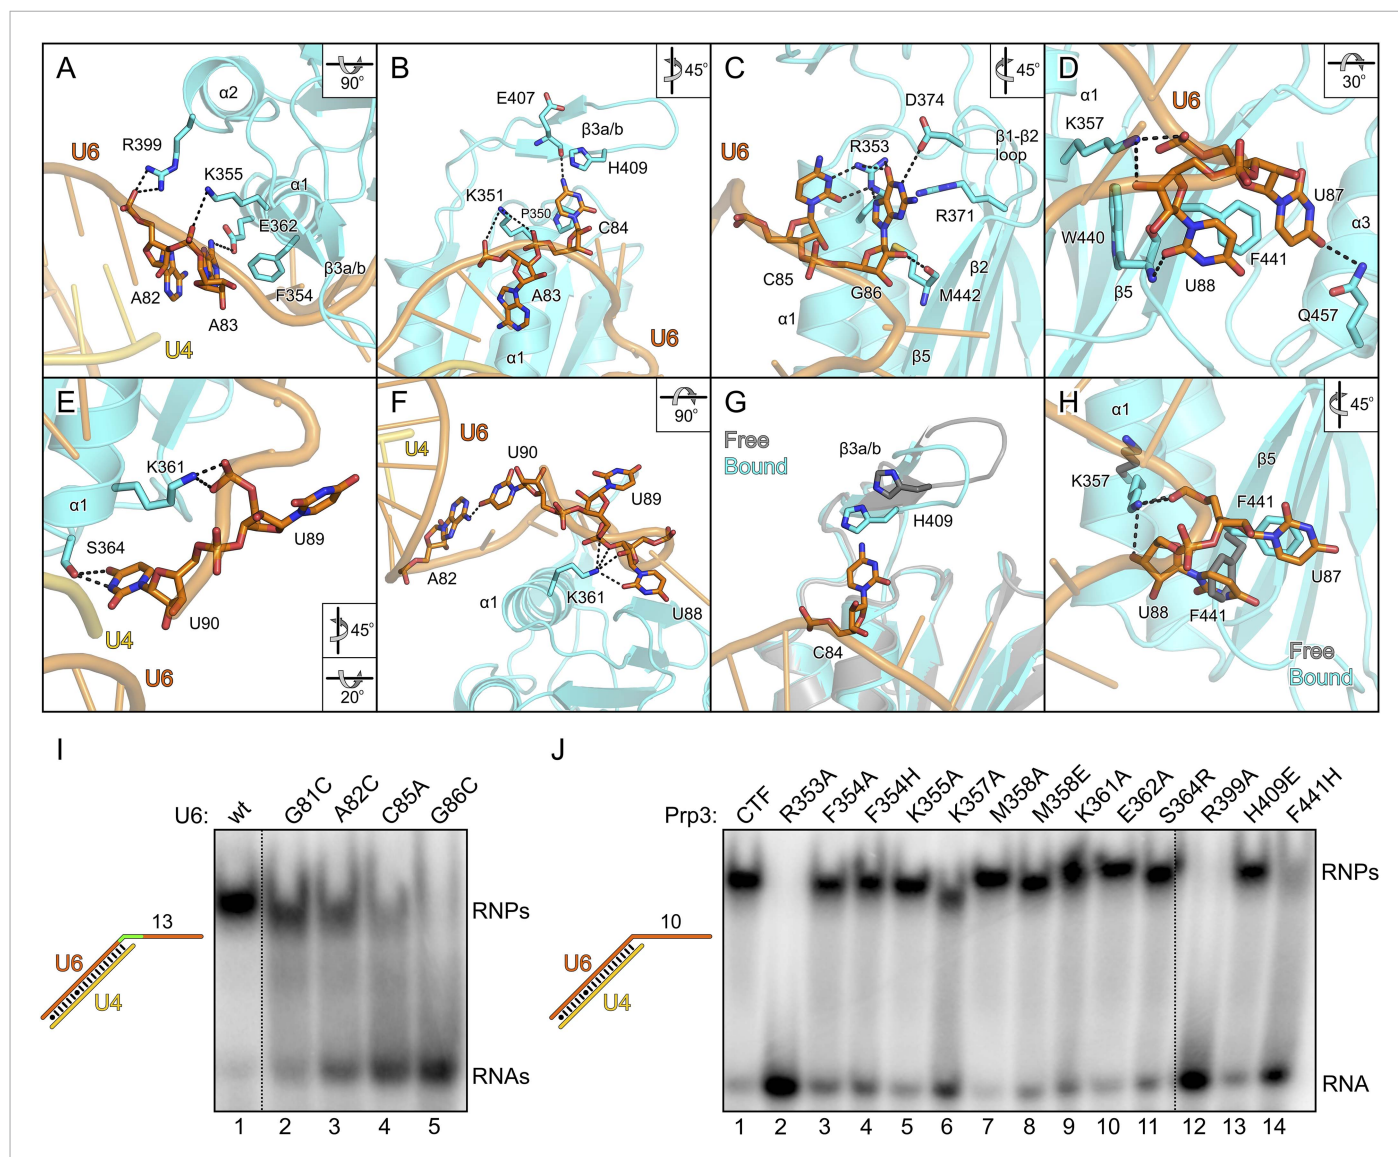 A
90°
α2
U6
R399
K355
α1
E362
β3a/b
F354
A82
A83
U4
B
45°
E407
β3a/b
H409
K351
P350
C84
A83
α1
U6
C
45°
D374
β1-β2
loop
U6
R353
R371
C85
β2
G86
M442
α1
β5
D
30°
α1
U6
K357
U87
α3
W440
F441
β5
U88
Q457
E
K361
α1
S364
U89
U90
U4
U6
45°
20°
F
90°
U4
U6
U90
U89
A82
α1
K361
U88
G
Free
Bound
β3a/b
H409
C84
H
45°
α1
β5
K357
F441
U87
U88
F441
Free
Bound
I
U6: wt G81C A82C C85A G86C
13
U6
U4
RNPs
RNAs
1 2 3 4 5
J
Prp3: CTF R353A F354A F354H K355A K357A M358A M358E K361A E362A S364R R399A H409E F441H
10
U6
U4
RNPs
RNA
1 2 3 4 5 6 7 8 9 10 11 12 13 14